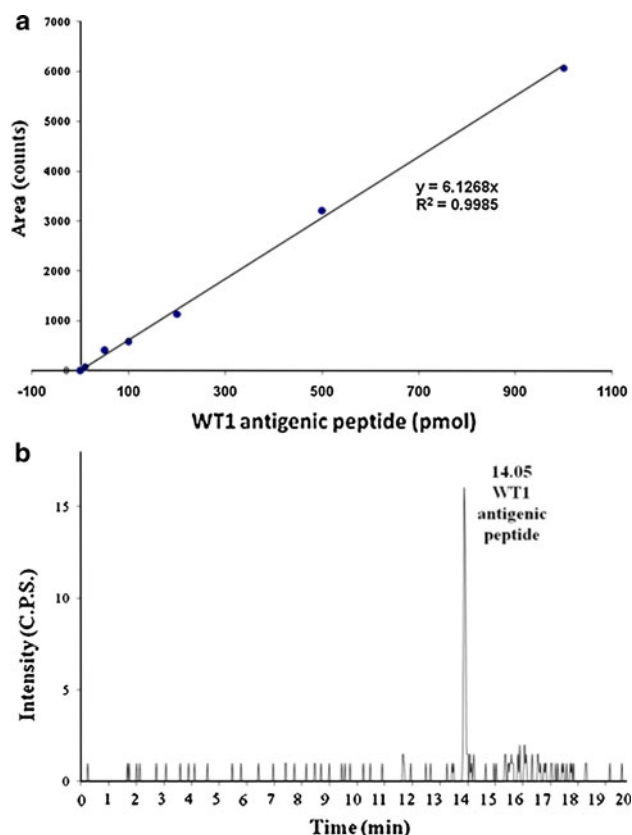 a
7000
6000
5000
4000
3000
2000
1000
0
Area (counts)
y = 6.1268x
R² = 0.9985
-100 100 300 500 700 900 1100
WT1 antigenic peptide (pmol)
b
15
10
5
0
Intensity (C.P.S.)
14.05
WT1
antigenic
peptide
0 1 2 3 4 5 6 7 8 9 10 11 12 13 14 15 16 17 18 19 20
Time (min)